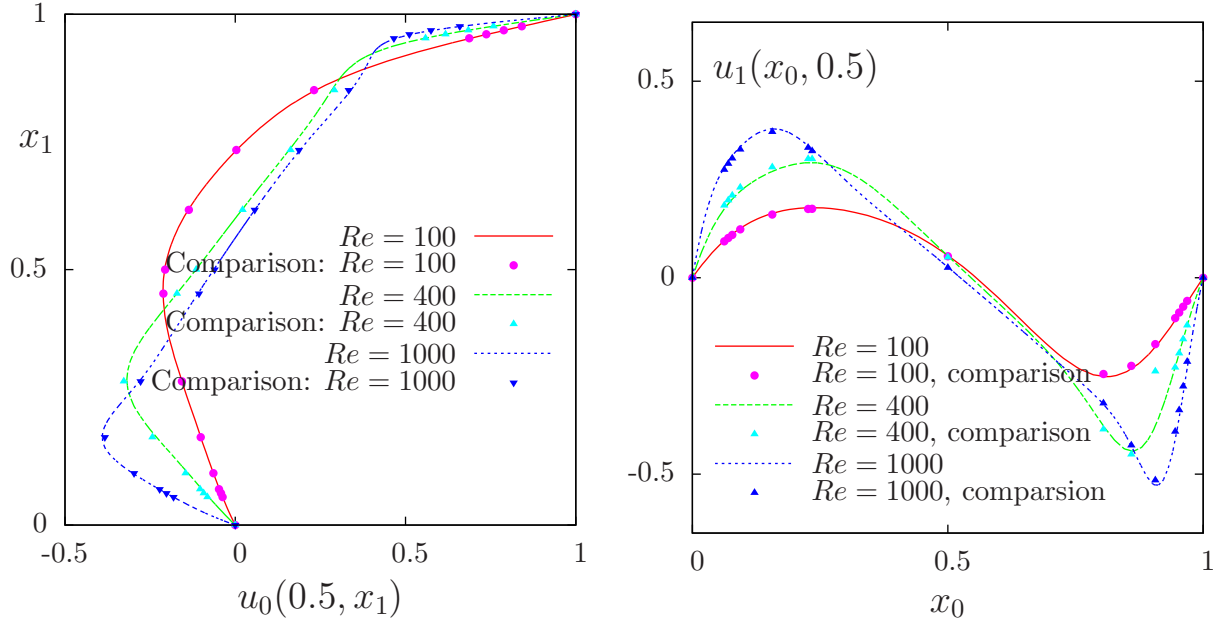 1
x₁
0.5
0
-0.5
0
0.5
1
u₀(0.5, x₁)
Re = 100
Comparison: Re = 100
Re = 400
Comparison: Re = 400
Re = 1000
Comparison: Re = 1000
u₁(x₀, 0.5)
0.5
0
-0.5
0
0.5
1
x₀
Re = 100
Re = 100, comparison
Re = 400
Re = 400, comparison
Re = 1000
Re = 1000, comparsion